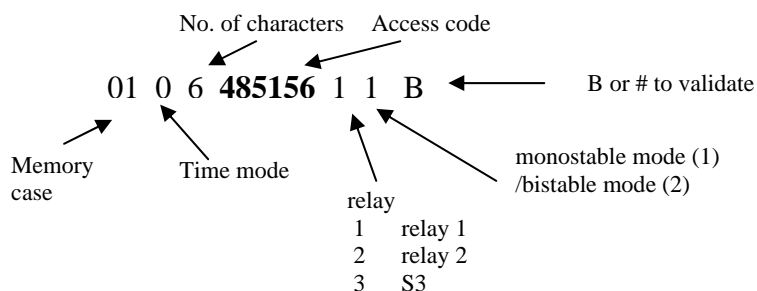 No. of characters Access code
01 0 6 485156 1 1 B
B or # to validate
Memory
case
Time mode
monostable mode (1)
/bistable mode (2)
relay
1 relay 1
2 relay 2
3 S3